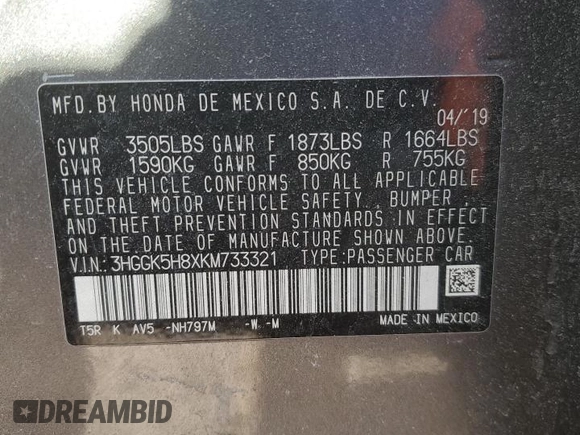 MFD.BY HONDA DE MEXICO S.A. DE C.V.
04/'19
GVWR 3505LBS GAWR F 1873LBS R 1664LBS
GVWR 1590KG GAWR F 850KG R 755KG
THIS VEHICLE CONFORMS TO ALL APPLICABLE
FEDERAL MOTOR VEHICLE SAFETY, BUMPER,
AND THEFT PREVENTION STANDARDS IN EFFECT
ON THE DATE OF MANUFACTURE SHOWN ABOVE.
V.I.N.: 3HGGK5H8XKM733321 TYPE:PASSENGER CAR
T5R K AV5 -NH797M -W -M MADE IN MEXICO
DREAMBID